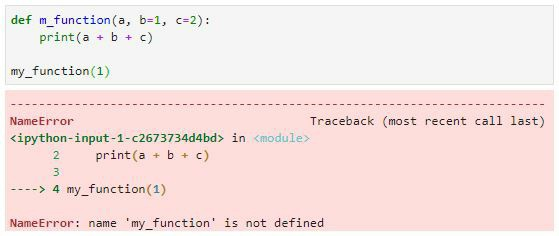 def m_function(a, b=1, c=2):
    print(a + b + c)
my_function(1)
---------------------------------------------------------------------------
NameError                                 Traceback (most recent call last)
<ipython-input-1-c2673734d4bd> in <module>
      2     print(a + b + c)
      3
----> 4 my_function(1)
NameError: name 'my_function' is not defined